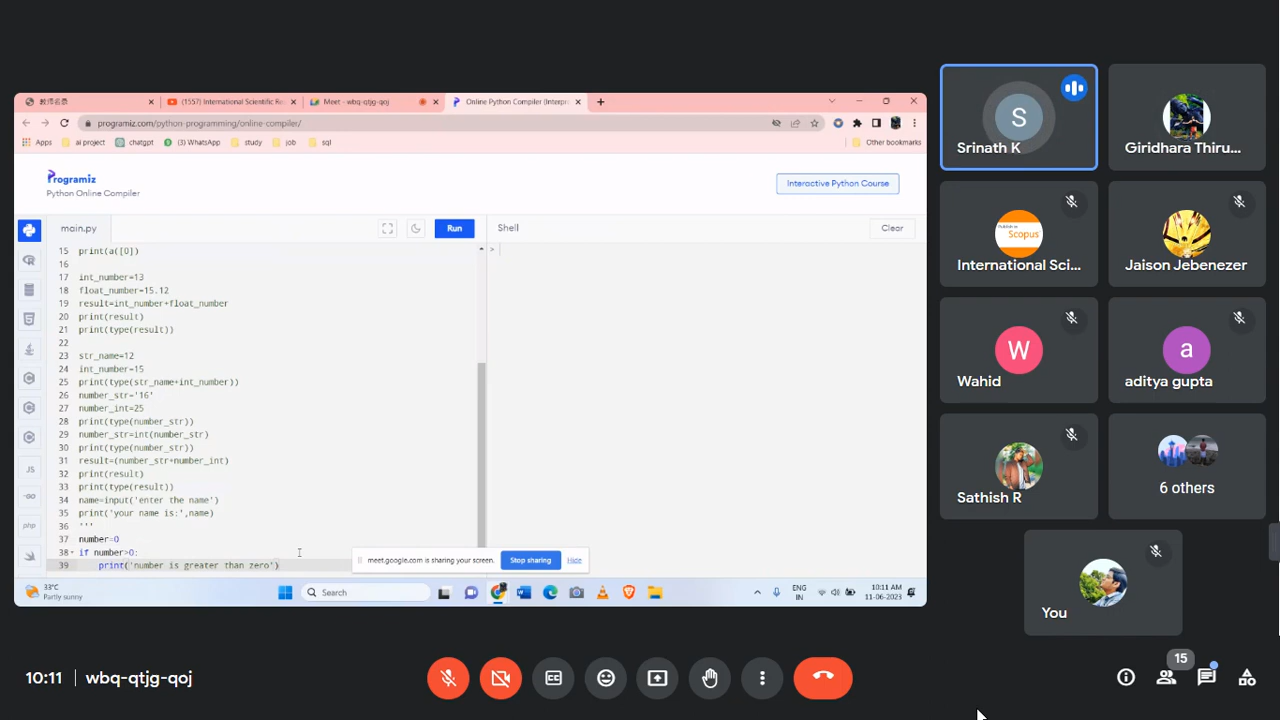 教师名录
(1557) International Scientific Re
Meet - wbq-qtjg-qoj
Online Python Compiler (Interpr
programiz.com/python-programming/online-compiler/
Apps
ai project
chatgpt
(3) WhatsApp
study
job
sql
Other bookmarks
Programiz
Python Online Compiler
Interactive Python Course
main.py
Run
Shell
Clear
15 print(a([0])
16
17 int_number=13
18 float_number=15.12
19 result=int_number+float_number
20 print(result)
21 print(type(result))
22
23 str_name=12
24 int_number=15
25 print(type(str_name+int_number))
26 number_str='16'
27 number_int=25
28 print(type(number_str))
29 number_str=int(number_str)
30 print(type(number_str))
31 result=(number_str+number_int)
32 print(result)
33 print(type(result))
34 name=input('enter the name')
35 print('your name is:',name)
36 '''
37 number=0
38 if number>0:
39 print('number is greater than zero')
>
JS
GO
php
meet.google.com is sharing your screen.
Stop sharing
Hide
33°C
Partly sunny
Search
ENG
IN
10:11 AM
11-06-2023
S
Srinath K
Giridhara Thiru...
Scopus
International Sci...
Jaison Jebenezer
W
Wahid
a
aditya gupta
Sathish R
6 others
You
10:11
wbq-qtjg-qoj
15